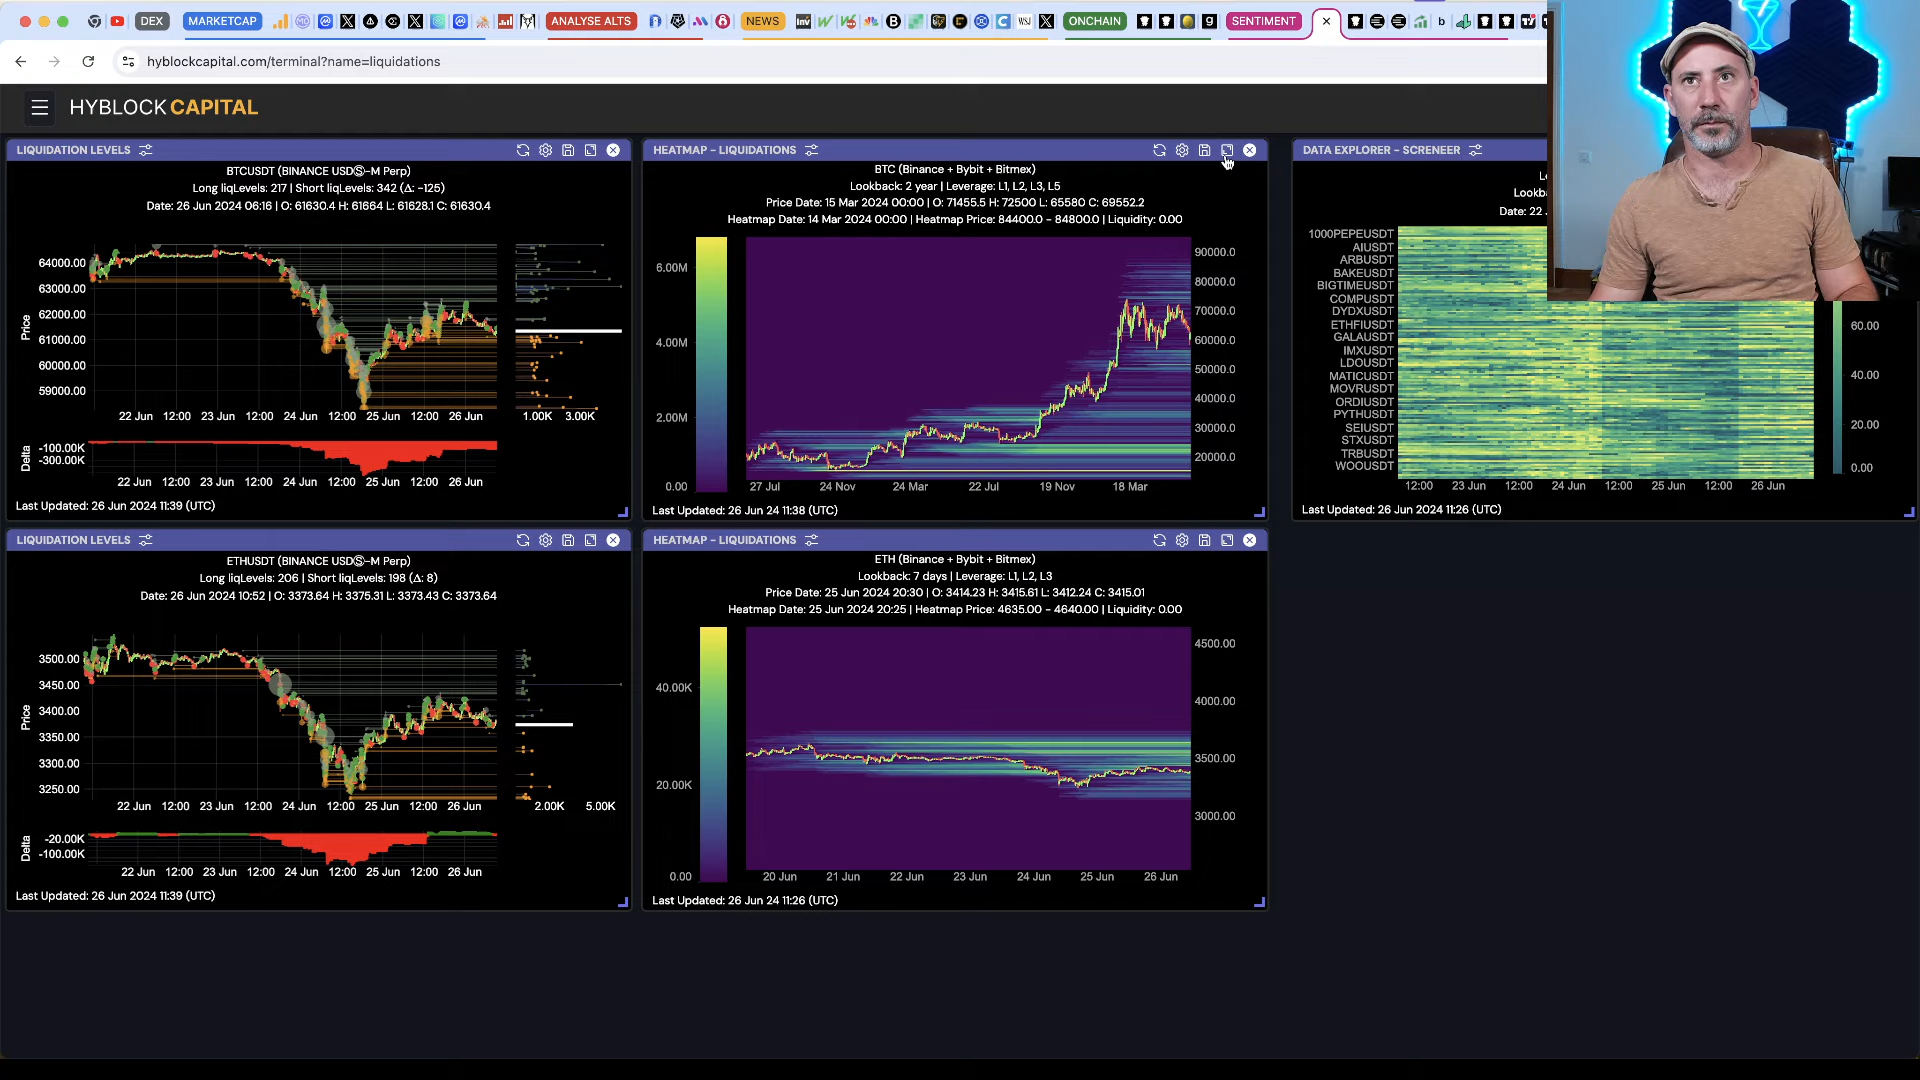 DEX
MARKETCAP
ANALYSE ALTS
NEWS
ONCHAIN
SENTIMENT
hyblockcapital.com/terminal?name=liquidations
HYBLOCK CAPITAL
LIQUIDATION LEVELS
BTCUSDT (BINANCE USDⓈ-M Perp)
Long liqLevels: 217 | Short liqLevels: 342 (Δ: -125)
Date: 26 Jun 2024 06:16 | O: 61630.4 H: 61664 L: 61628.1 C: 61630.4
64000.00
63000.00
62000.00
61000.00
60000.00
59000.00
Price
22 Jun 12:00 23 Jun 12:00 24 Jun 12:00 25 Jun 12:00 26 Jun
1.00K 3.00K
-100.00K
-300.00K
Delta
22 Jun 12:00 23 Jun 12:00 24 Jun 12:00 25 Jun 12:00 26 Jun
Last Updated: 26 Jun 2024 11:39 (UTC)
HEATMAP - LIQUIDATIONS
BTC (Binance + Bybit + Bitmex)
Lookback: 2 year | Leverage: L1, L2, L3, L5
Price Date: 15 Mar 2024 00:00 | O: 71455.5 H: 72500 L: 65580 C: 69552.2
Heatmap Date: 14 Mar 2024 00:00 | Heatmap Price: 84400.0 - 84800.0 | Liquidity: 0.00
6.00M
4.00M
2.00M
0.00
90000.0
80000.0
70000.0
60000.0
50000.0
40000.0
30000.0
20000.0
27 Jul 24 Nov 24 Mar 22 Jul 19 Nov 18 Mar
Last Updated: 26 Jun 24 11:38 (UTC)
DATA EXPLORER - SCRENEER
Date: 22
1000PEPEUSDT
AIUSDT
ARBUSDT
BAKEUSDT
BIGTIMEUSDT
COMPUSDT
DYDXUSDT
ETHFIUSDT
GALAUSDT
IMXUSDT
LDOUSDT
MATICUSDT
MOVRUSDT
ORDIUSDT
PYTHUSDT
SEIUSDT
STXUSDT
TRBUSDT
WOOUSDT
60.00
40.00
20.00
0.00
12:00 23 Jun 12:00 24 Jun 12:00 25 Jun 12:00 26 Jun
Last Updated: 26 Jun 2024 11:26 (UTC)
LIQUIDATION LEVELS
ETHUSDT (BINANCE USDⓈ-M Perp)
Long liqLevels: 206 | Short liqLevels: 198 (Δ: 8)
Date: 26 Jun 2024 10:52 | O: 3373.64 H: 3375.31 L: 3373.43 C: 3373.64
3500.00
3450.00
3400.00
3350.00
3300.00
3250.00
Price
22 Jun 12:00 23 Jun 12:00 24 Jun 12:00 25 Jun 12:00 26 Jun
2.00K 5.00K
-20.00K
-100.00K
Delta
22 Jun 12:00 23 Jun 12:00 24 Jun 12:00 25 Jun 12:00 26 Jun
Last Updated: 26 Jun 2024 11:39 (UTC)
HEATMAP - LIQUIDATIONS
ETH (Binance + Bybit + Bitmex)
Lookback: 7 days | Leverage: L1, L2, L3
Price Date: 25 Jun 2024 20:30 | O: 3414.23 H: 3415.61 L: 3412.24 C: 3415.01
Heatmap Date: 25 Jun 2024 20:25 | Heatmap Price: 4635.00 - 4640.00 | Liquidity: 0.00
40.00K
20.00K
0.00
4500.00
4000.00
3500.00
3000.00
20 Jun 21 Jun 22 Jun 23 Jun 24 Jun 25 Jun 26 Jun
Last Updated: 26 Jun 24 11:26 (UTC)